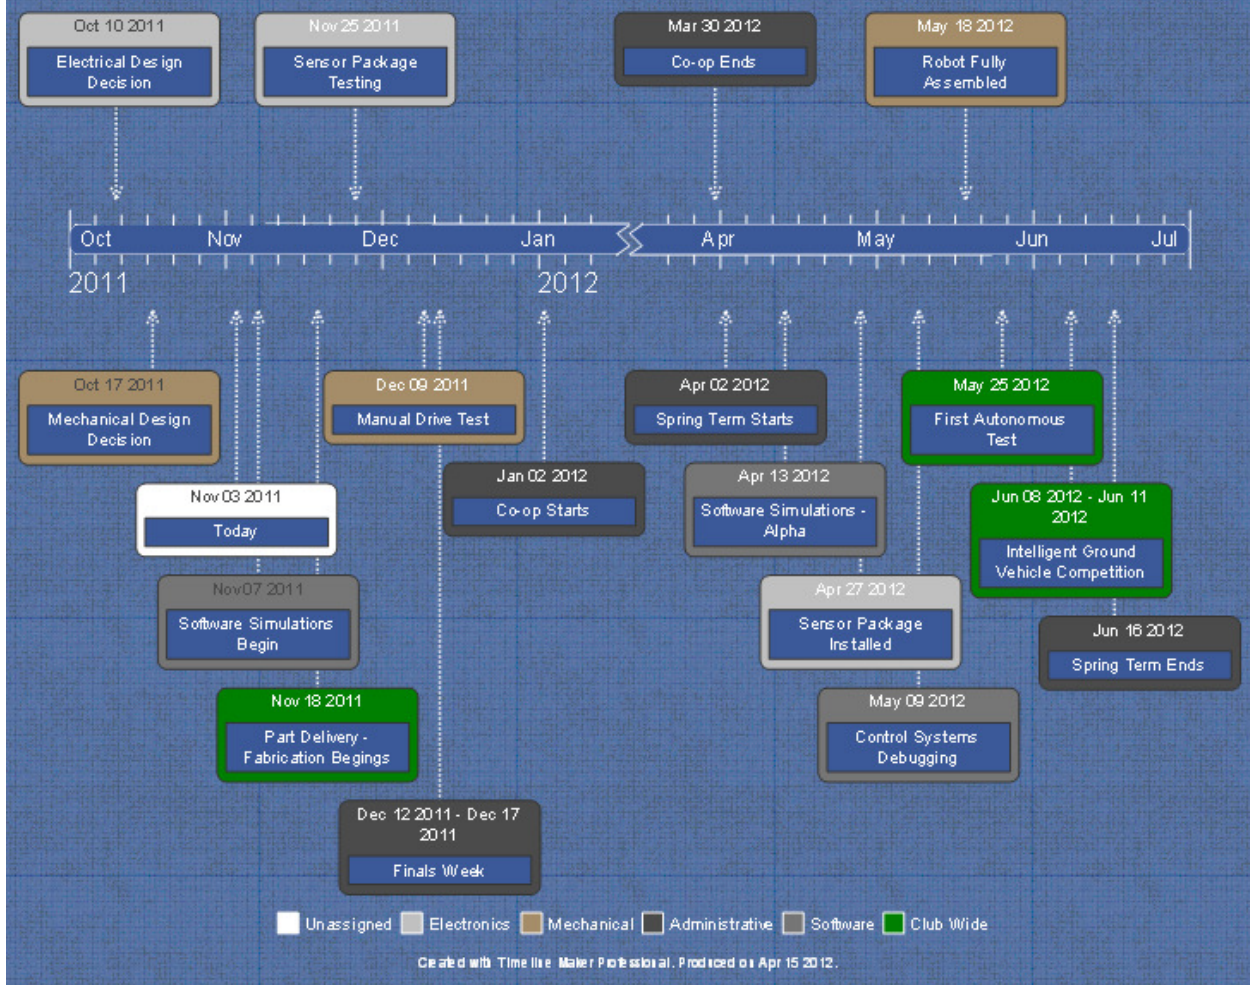 Oct 10 2011
Electrical Design
Decision
Nov 25 2011
Sensor Package
Testing
Mar 30 2012
Co-op Ends
May 18 2012
Robot Fully
Assembled
Oct Nov Dec Jan Apr May Jun Jul
2011 2012
Oct 17 2011
Mechanical Design
Decision
Dec 09 2011
Manual Drive Test
Apr 02 2012
Spring Term Starts
May 25 2012
First Autonomous
Test
Nov 03 2011
Today
Jan 02 2012
Co-op Starts
Apr 13 2012
Software Simulations -
Alpha
Jun 08 2012 - Jun 11
2012
Intelligent Ground
Vehicle Competition
Nov 07 2011
Software Simulations
Begin
Apr 27 2012
Sensor Package
Installed
Jun 16 2012
Spring Term Ends
Nov 18 2011
Part Delivery -
Fabrication Begings
May 09 2012
Control Systems
Debugging
Dec 12 2011 - Dec 17
2011
Finals Week
Unassigned Electronics Mechanical Administrative Software Club Wide
Created with Timeline Maker Professional. Produced on Apr 15 2012.